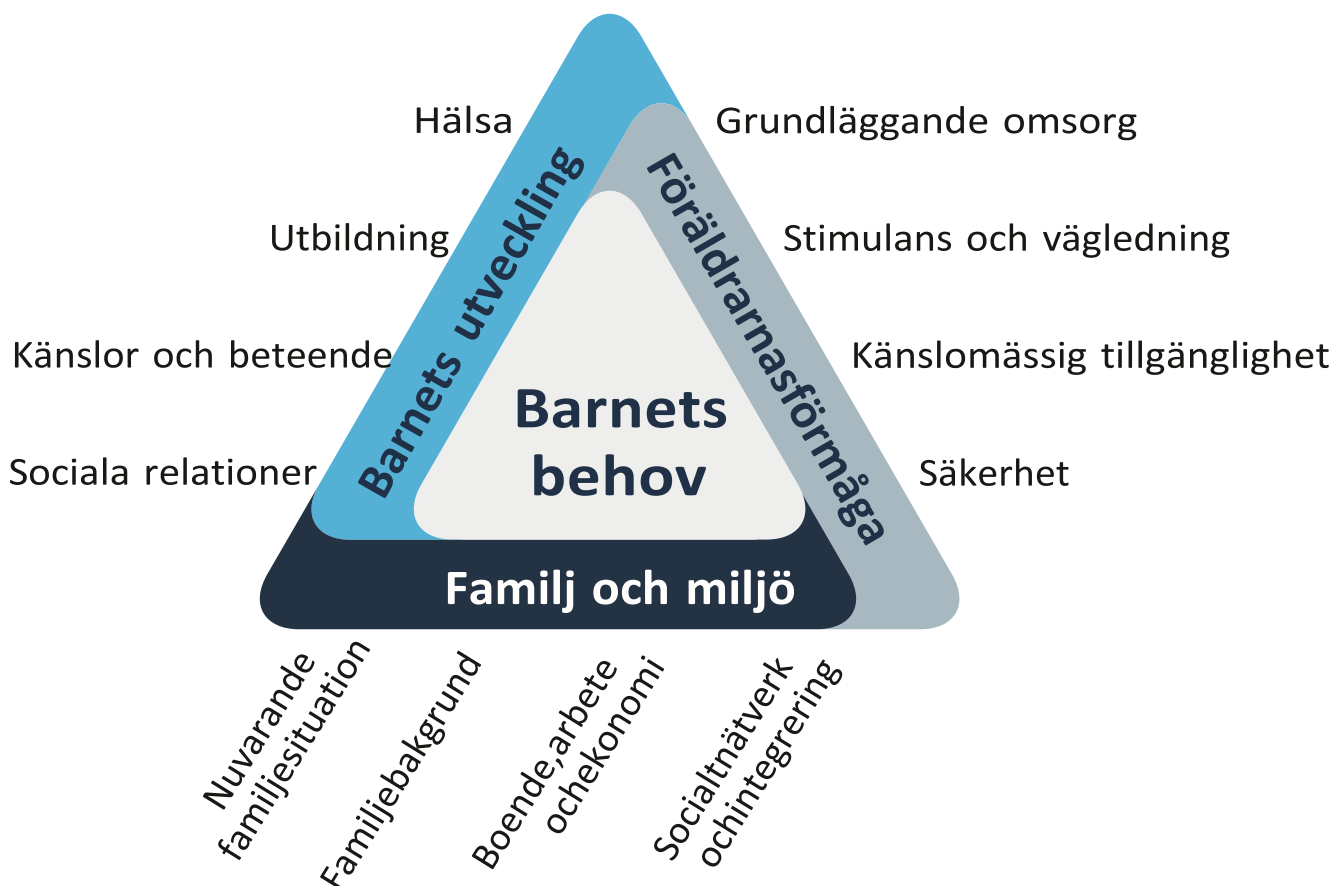 Hälsa
Utbildning
Känslor och beteende
Sociala relationer
Barnets utveckling
Grundläggande omsorg
Stimulans och vägledning
Känslomässig tillgänglighet
Säkerhet
Föräldrarnasförmåga
Barnets
behov
Familj och miljö
Nuvarande
familjesituation
Familjebakgrund
Boende,arbete
ochekonomi
Socialtnätverk
ochintegrering